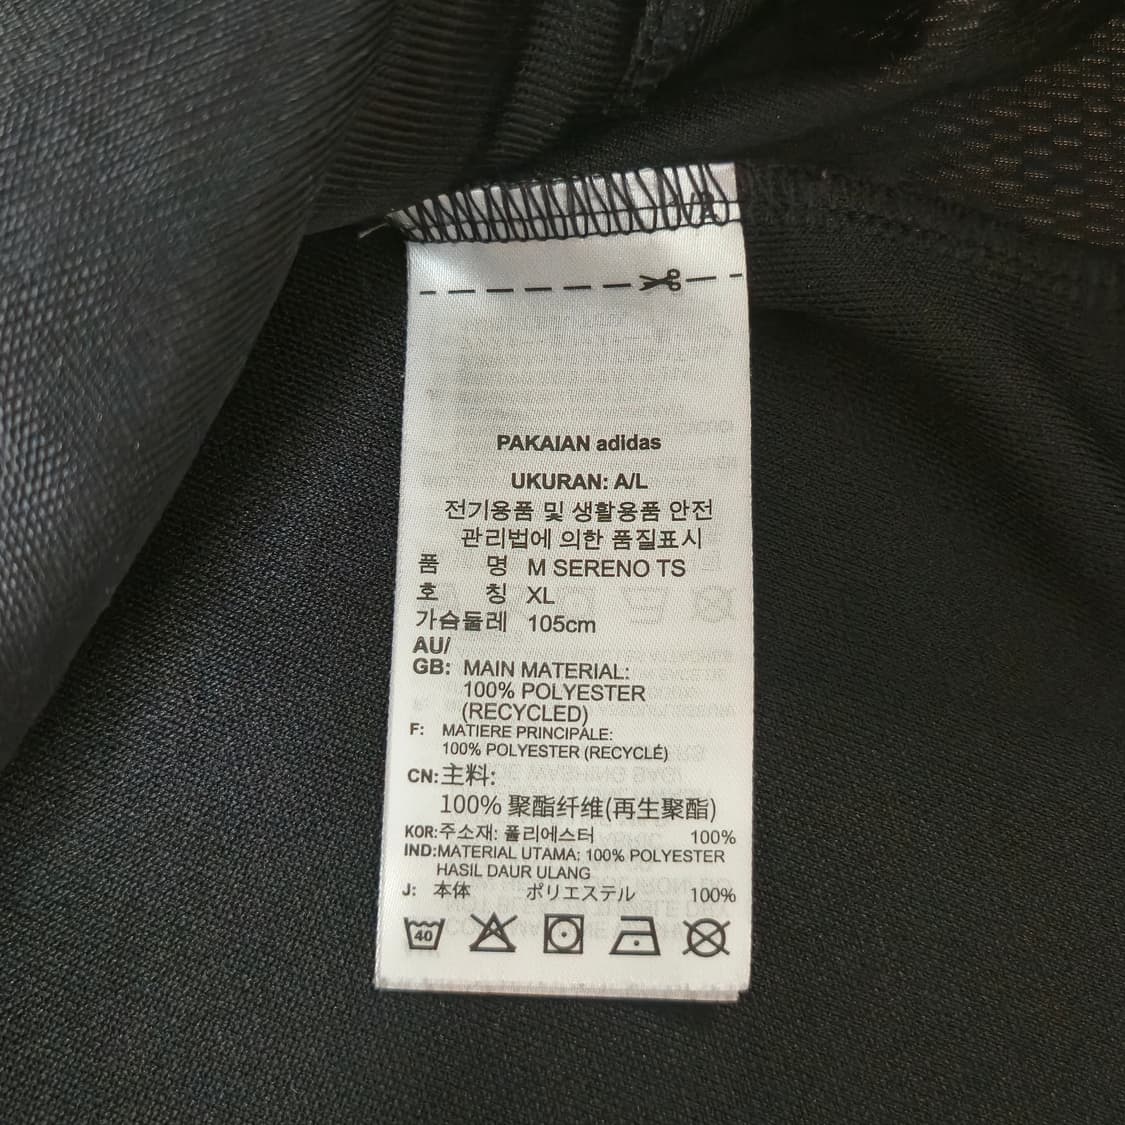 PAKAIAN adidas
UKURAN: A/L
전기용품 및 생활용품 안전
관리법에 의한 품질표시
품 명 M SERENO TS
호 칭 XL
가슴둘레 105cm
AU/
GB: MAIN MATERIAL:
100% POLYESTER
(RECYCLED)
F: MATIERE PRINCIPALE:
100% POLYESTER (RECYCLÉ)
CN:主料:
100% 聚酯纤维(再生聚酯)
KOR:주소재: 폴리에스터 100%
IND:MATERIAL UTAMA: 100% POLYESTER
HASIL DAUR ULANG
J: 本体 ポリエステル 100%
40